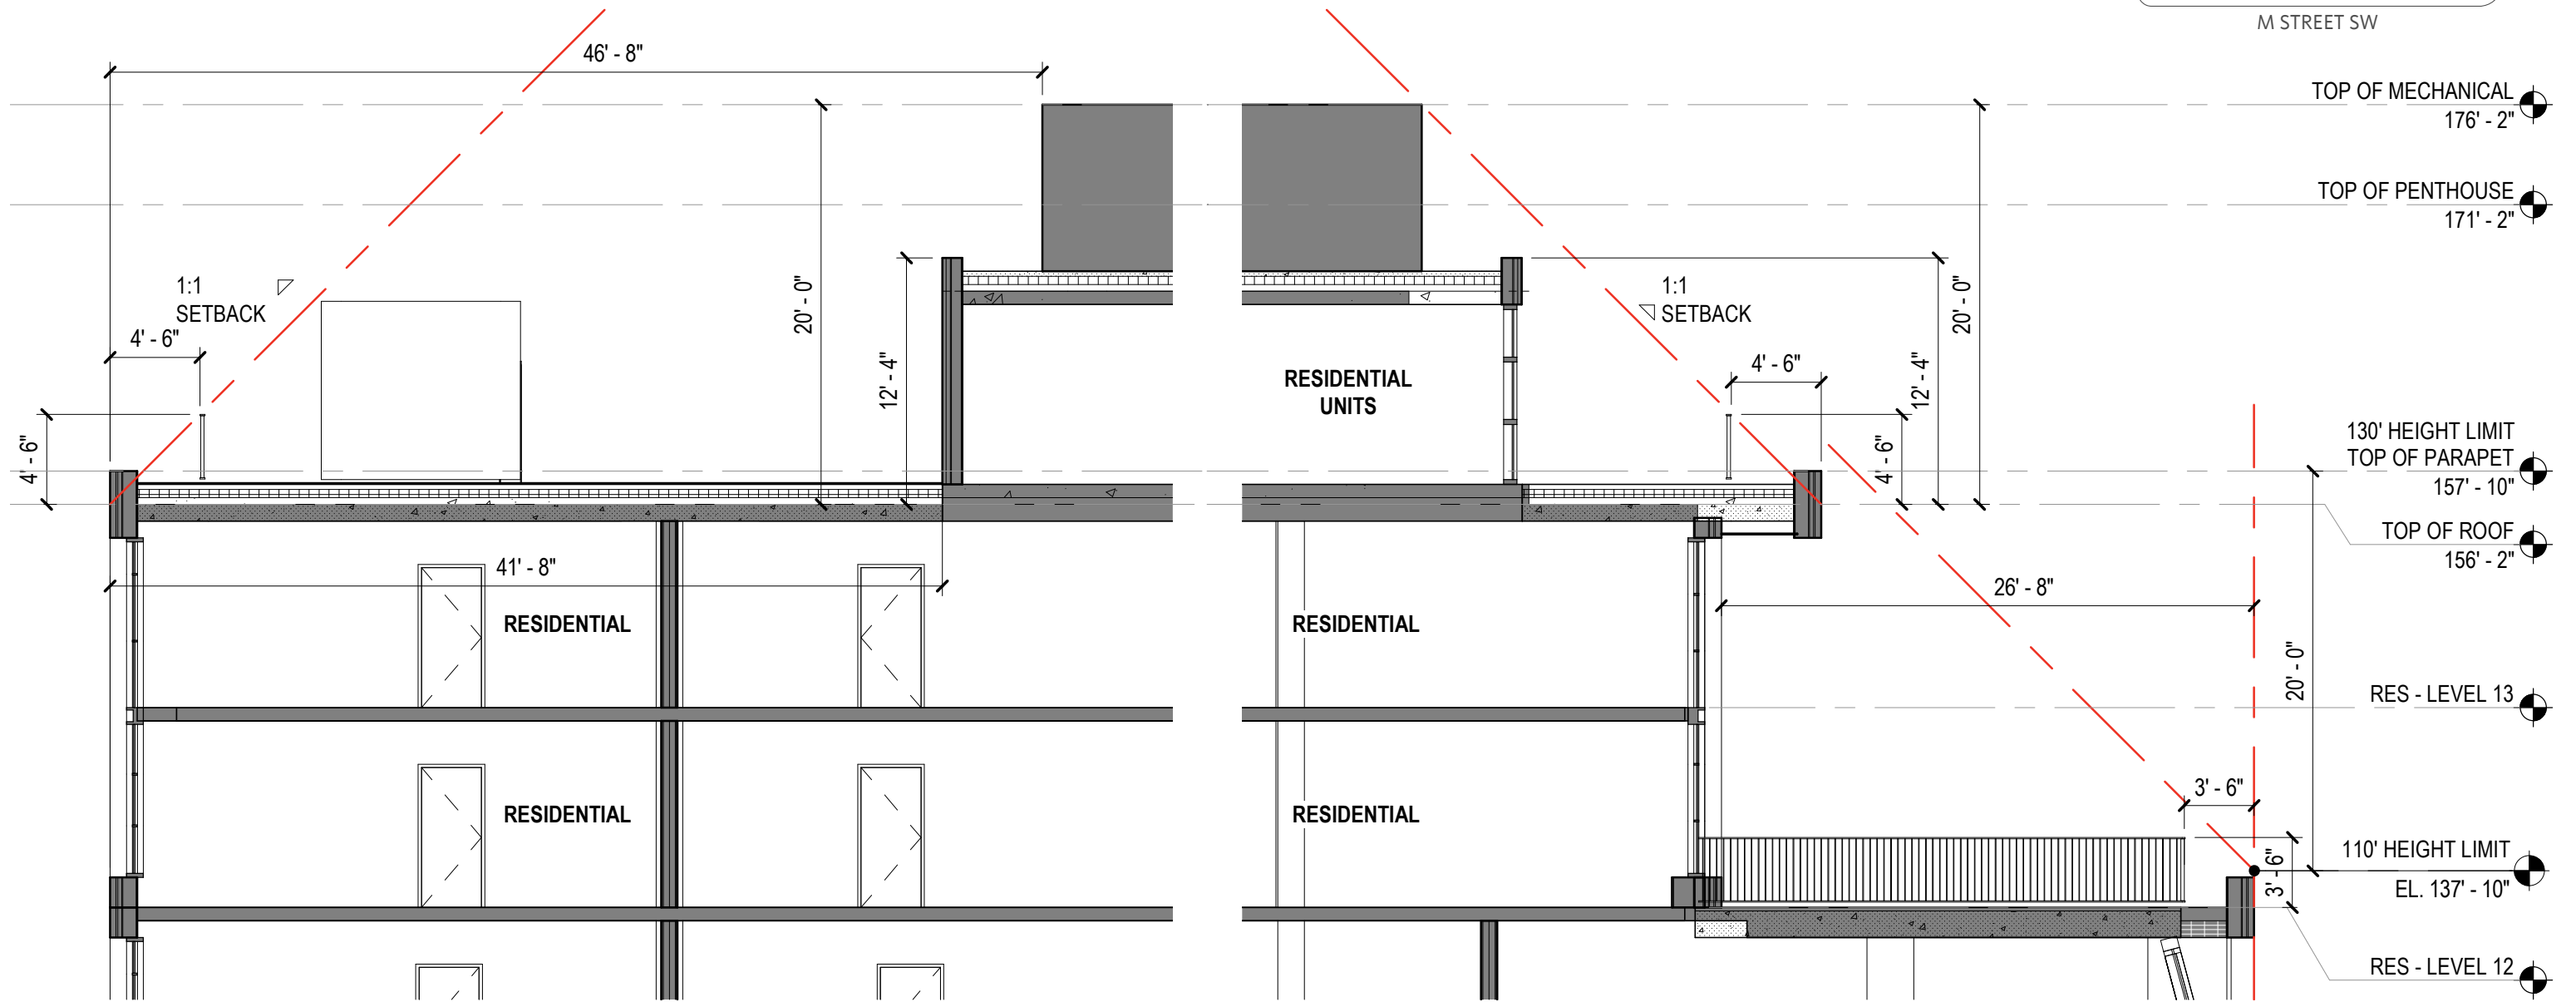 M STREET SW
46' - 8"
TOP OF MECHANICAL
176' - 2"
TOP OF PENTHOUSE
171' - 2"
1:1
SETBACK
4' - 6"
20' - 0"
12' - 4"
4' - 6"
1:1
SETBACK
4' - 6"
20' - 0"
12' - 4"
4' - 6"
RESIDENTIAL
UNITS
130' HEIGHT LIMIT
TOP OF PARAPET
157' - 10"
TOP OF ROOF
156' - 2"
41' - 8"
26' - 8"
RESIDENTIAL
RESIDENTIAL
20' - 0"
RES - LEVEL 13
3' - 6"
RESIDENTIAL
RESIDENTIAL
3' - 6"
110' HEIGHT LIMIT
EL. 137' - 10"
RES - LEVEL 12